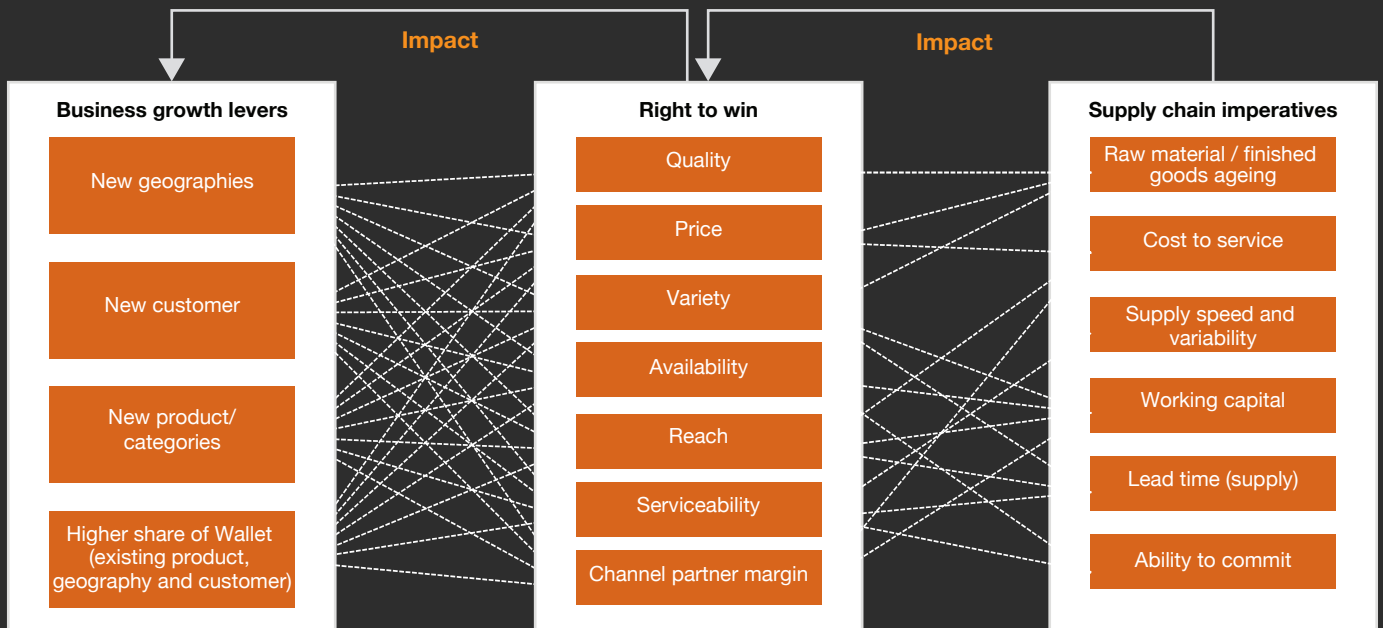 Impact
Impact
Business growth levers
New geographies
New customer
New product/
categories
Higher share of Wallet
(existing product,
geography and customer)
Right to win
Quality
Price
Variety
Availability
Reach
Serviceability
Channel partner margin
Supply chain imperatives
Raw material / finished
goods ageing
Cost to service
Supply speed and
variability
Working capital
Lead time (supply)
Ability to commit